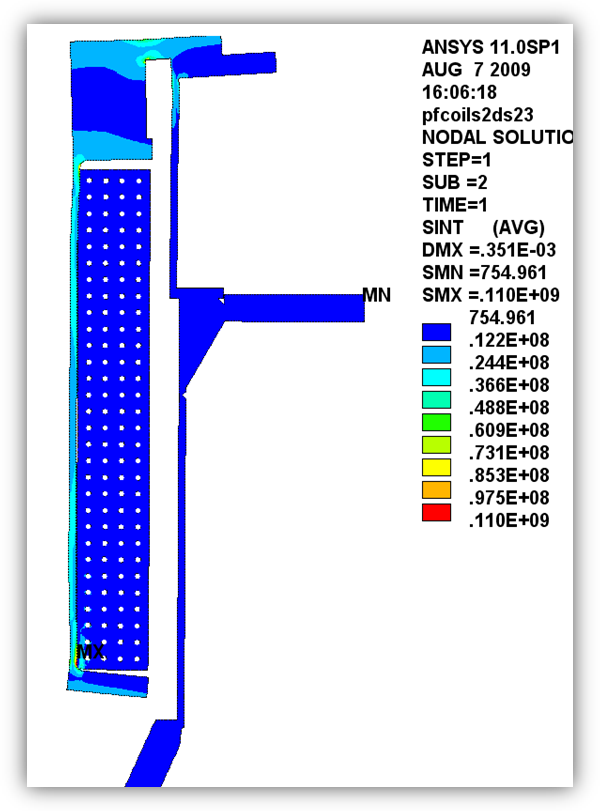 ANSYS 11.0SP1
AUG 7 2009
16:06:18
pfcoils2ds23
NODAL SOLUTIO
STEP=1
SUB =2
TIME=1
SINT (AVG)
DMX =.351E-03
SMN =754.961
SMX =.110E+09
754.961
.122E+08
.244E+08
.366E+08
.488E+08
.609E+08
.731E+08
.853E+08
.975E+08
.110E+09
MN
MX